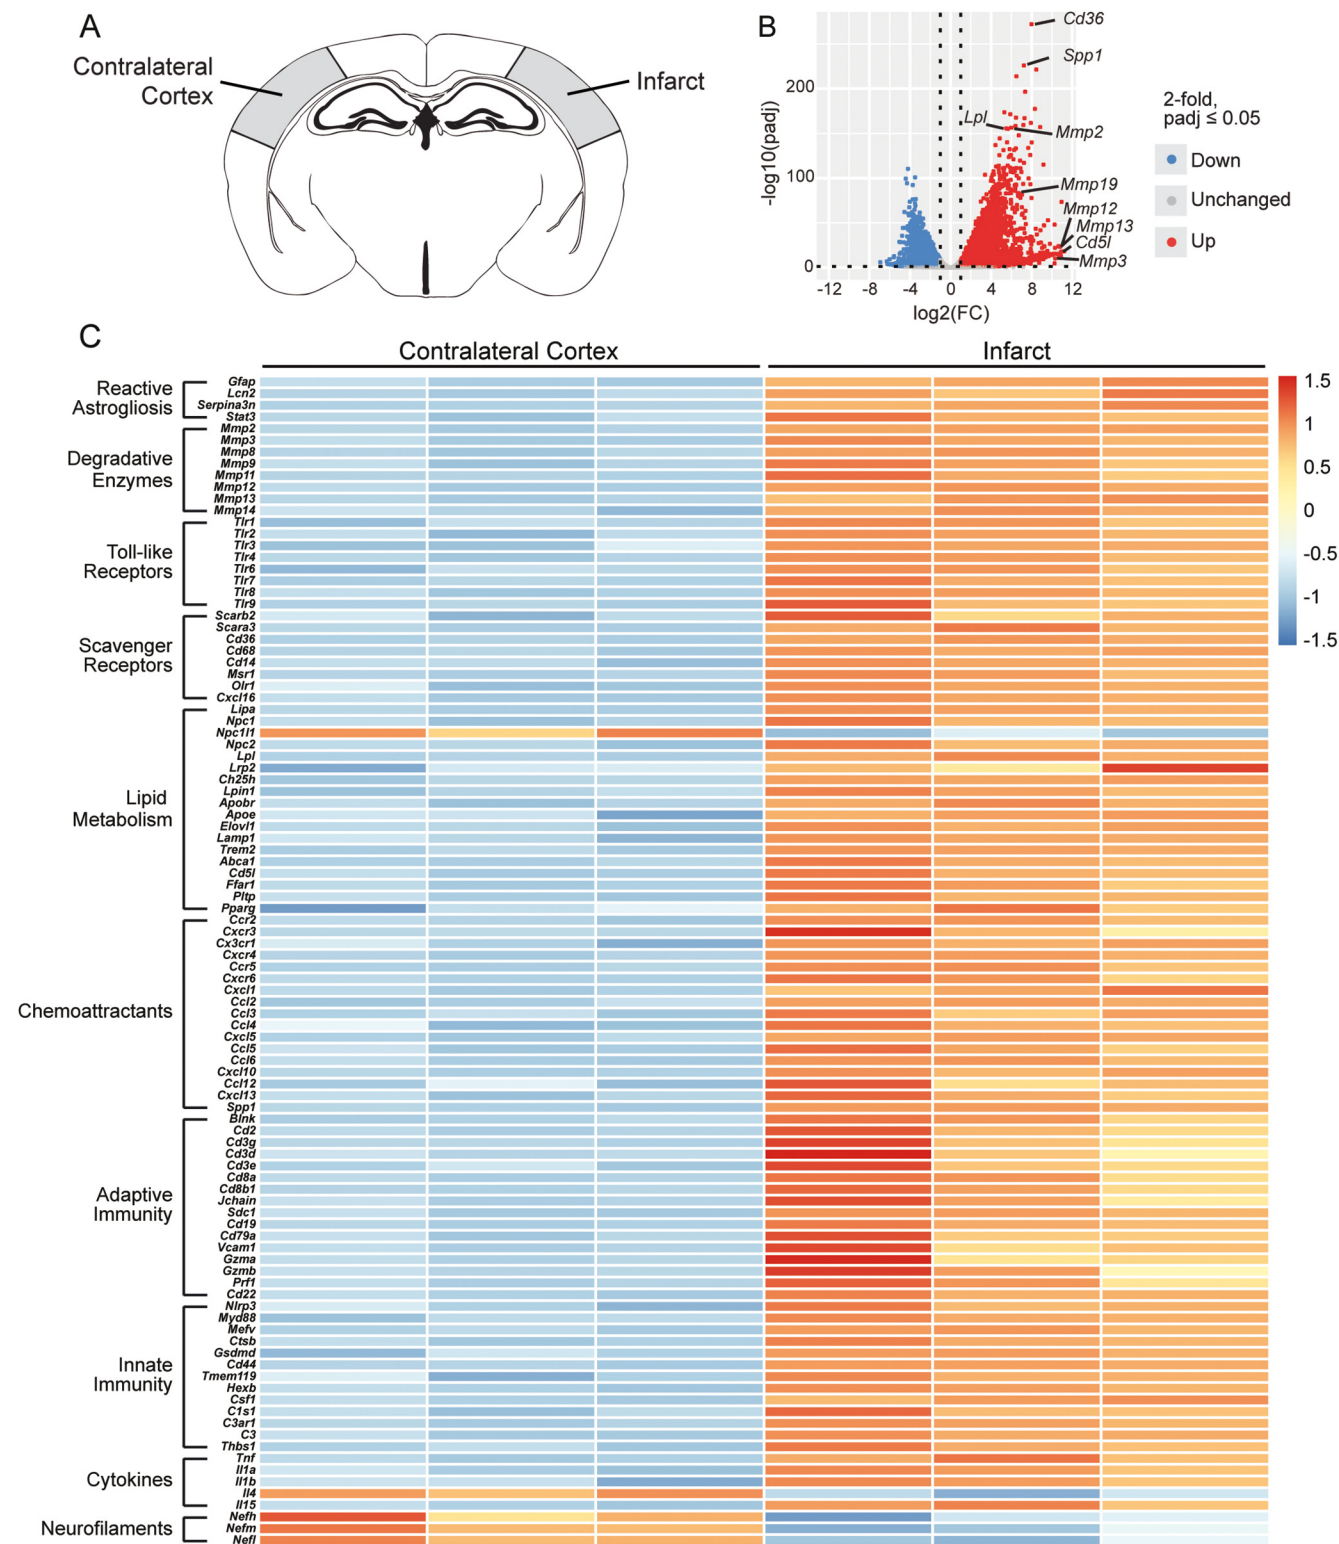 A
Contralateral
Cortex
Infarct
B
-log10(padj)
200
100
0
-12 -8 -4 0 4 8 12
log2(FC)
Cd36
Spp1
Lpl
Mmp2
Mmp19
Mmp12
Mmp13
Cd5l
Mmp3
2-fold,
padj ≤ 0.05
Down
Unchanged
Up
C
Contralateral Cortex
Infarct
Reactive
Astrogliosis
Gfap
Lcn2
Serpina3n
Stat3
Degradative
Enzymes
Mmp2
Mmp3
Mmp8
Mmp9
Mmp11
Mmp12
Mmp13
Mmp14
Toll-like
Receptors
Tlr1
Tlr2
Tlr3
Tlr4
Tlr6
Tlr7
Tlr8
Tlr9
Scavenger
Receptors
Scarb2
Scara3
Cd36
Cd68
Cd14
Msr1
Olr1
Cxcl16
Lipid
Metabolism
Lipa
Npc1
Npc1l1
Npc2
Lpl
Lrp2
Ch25h
Lpin1
Apobr
Apoe
Elovl1
Lamp1
Trem2
Abca1
Cd5l
Ffar1
Pltp
Pparg
Chemoattractants
Ccr2
Cxcr3
Cx3cr1
Cxcr4
Ccr5
Cxcr6
Cxcl1
Ccl2
Ccl3
Ccl4
Cxcl5
Ccl5
Ccl6
Cxcl10
Ccl12
Cxcl13
Spp1
Adaptive
Immunity
Blnk
Cd2
Cd3g
Cd3d
Cd3e
Cd8a
Cd8b1
Jchain
Sdc1
Cd19
Cd79a
Vcam1
Gzma
Gzmb
Prf1
Cd22
Innate
Immunity
Nlrp3
Myd88
Mefv
Ctsb
Gsdmd
Cd44
Tmem119
Hexb
Csf1
C1s1
C3ar1
C3
Thbs1
Cytokines
Tnf
Il1a
Il1b
Il4
Il15
Neurofilaments
Nefh
Nefm
Nefl
1.5
1
0.5
0
-0.5
-1
-1.5